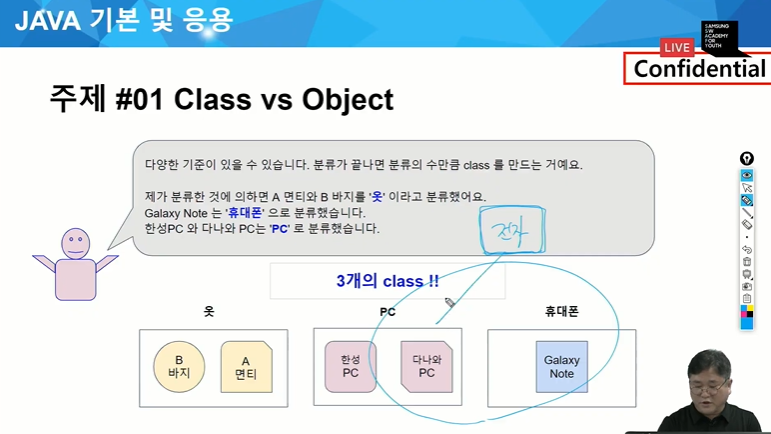 JAVA 기본 및 응용
LIVE
SAMSUNG
SW
ACADEMY
FOR
YOUTH
Confidential
주제 #01 Class vs Object
다양한 기준이 있을 수 있습니다. 분류가 끝나면 분류의 수만큼 class 를 만드는 거예요.
제가 분류한 것에 의하면 A 면티와 B 바지를 '옷' 이라고 분류했어요.
Galaxy Note 는 '휴대폰' 으로 분류했습니다.
한성PC 와 다나와 PC는 'PC' 로 분류했습니다.
전자
3개의 class !!
옷
PC
휴대폰
B
바지
A
면티
한성
PC
다나와
PC
Galaxy
Note